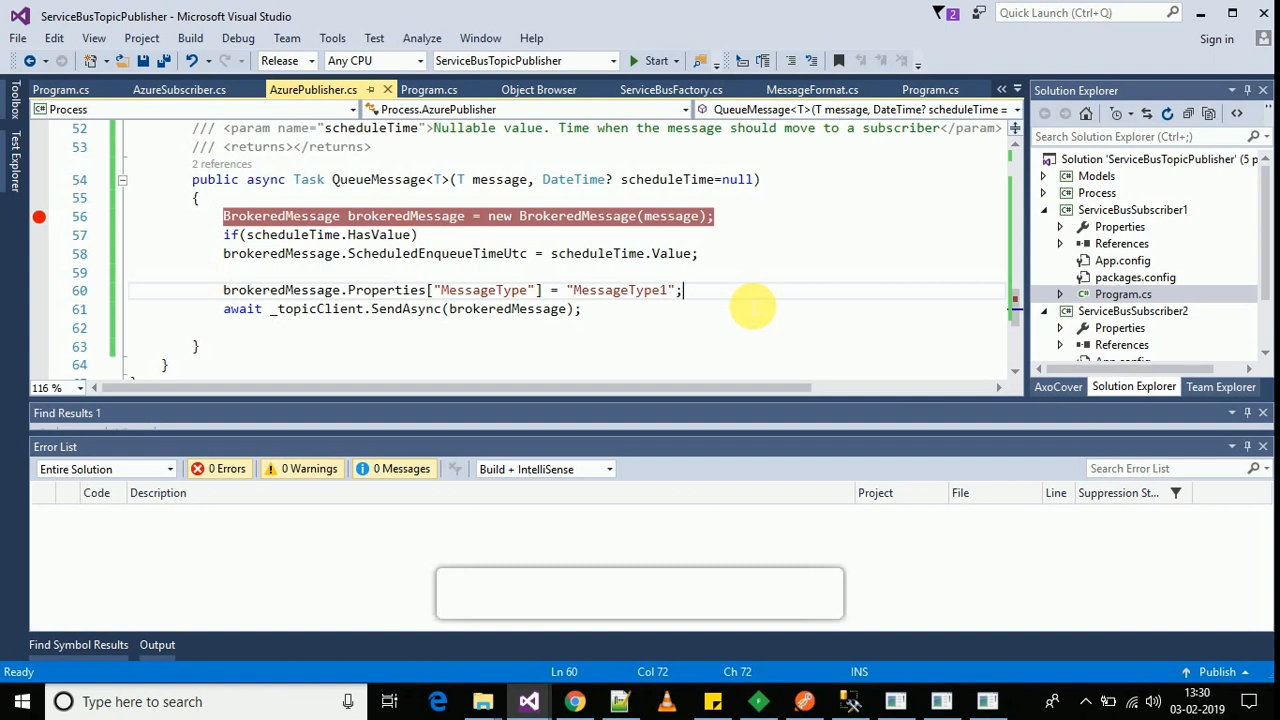 ServiceBusTopicPublisher - Microsoft Visual Studio
2
Quick Launch (Ctrl+Q)
File Edit View Project Build Debug Team Tools Test Analyze Window Help
Sign in
Release Any CPU ServiceBusTopicPublisher Start
Toolbox
Test Explorer
Program.cs AzureSubscriber.cs AzurePublisher.cs Program.cs Object Browser ServiceBusFactory.cs MessageFormat.cs Program.cs
Process Process.AzurePublisher QueueMessage<T>(T message, DateTime? scheduleTime =
52 /// <param name="scheduleTime">Nullable value. Time when the message should move to a subscriber</param>
53 /// <returns></returns>
2 references
54 public async Task QueueMessage<T>(T message, DateTime? scheduleTime=null)
55 {
56 BrokeredMessage brokeredMessage = new BrokeredMessage(message);
57 if(scheduleTime.HasValue)
58 brokeredMessage.ScheduledEnqueueTimeUtc = scheduleTime.Value;
59
60 brokeredMessage.Properties["MessageType"] = "MessageType1";
61 await _topicClient.SendAsync(brokeredMessage);
62
63 }
64 }
116 %
Solution Explorer
Search Solution Explorer (Ctrl+;)
Solution 'ServiceBusTopicPublisher' (5 p
Models
Process
ServiceBusSubscriber1
Properties
References
App.config
packages.config
Program.cs
ServiceBusSubscriber2
Properties
References
AxoCover Solution Explorer Team Explorer
Find Results 1
Error List
Entire Solution 0 Errors 0 Warnings 0 Messages Build + IntelliSense Search Error List
Code Description Project File Line Suppression St...
Find Symbol Results Output
Ready Ln 60 Col 72 Ch 72 INS Publish
Type here to search
13:30
03-02-2019